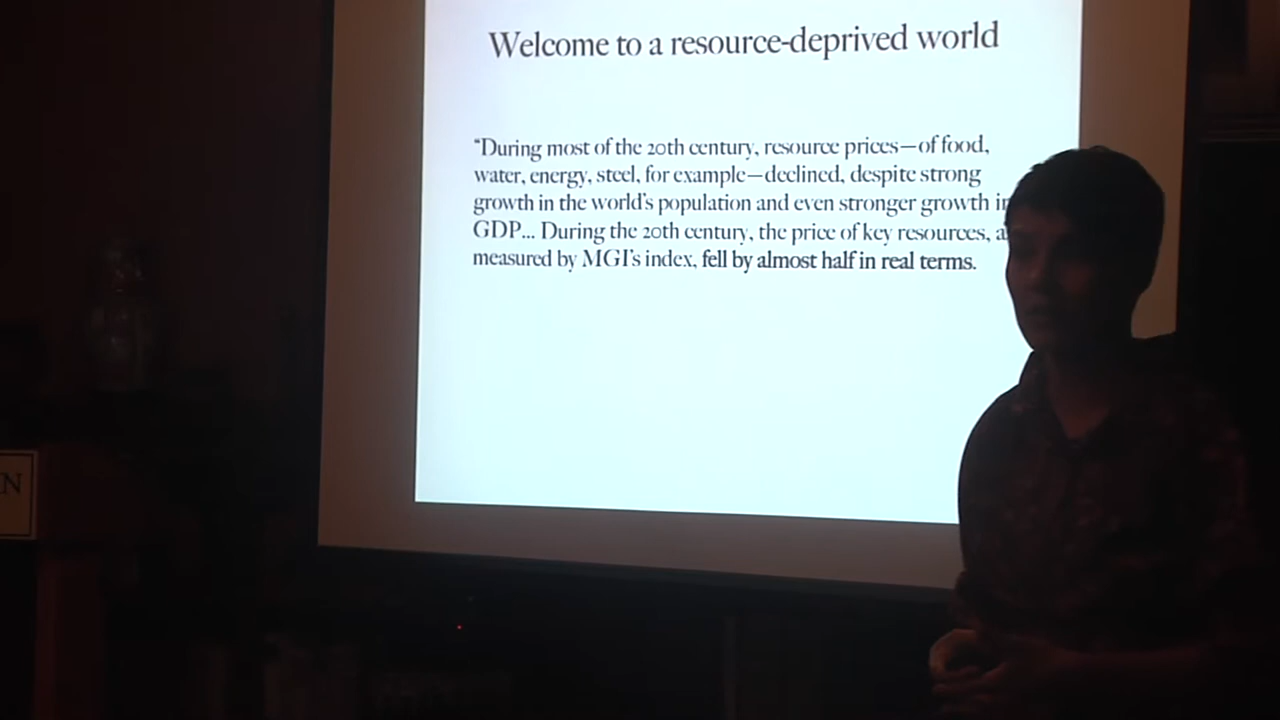 Welcome to a resource-deprived world
"During most of the 20th century, resource prices—of food,
water, energy, steel, for example—declined, despite strong
growth in the world's population and even stronger growth in
GDP... During the 20th century, the price of key resources, a
measured by MGI's index, fell by almost half in real terms.
N